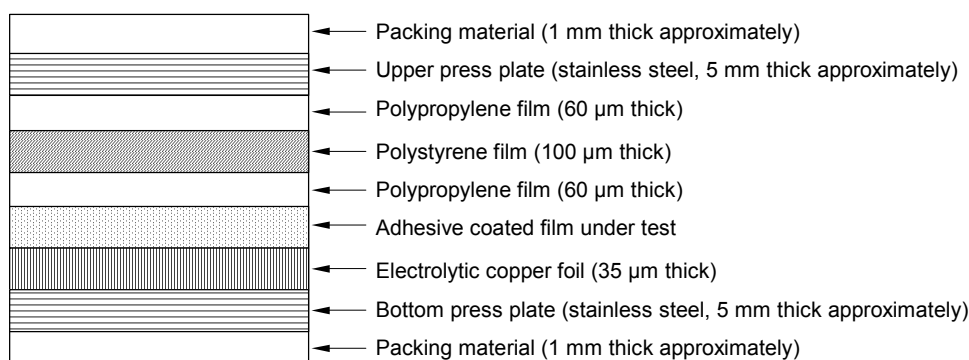 Packing material (1 mm thick approximately)
Upper press plate (stainless steel, 5 mm thick approximately)
Polypropylene film (60 µm thick)
Polystyrene film (100 µm thick)
Polypropylene film (60 µm thick)
Adhesive coated film under test
Electrolytic copper foil (35 µm thick)
Bottom press plate (stainless steel, 5 mm thick approximately)
Packing material (1 mm thick approximately)